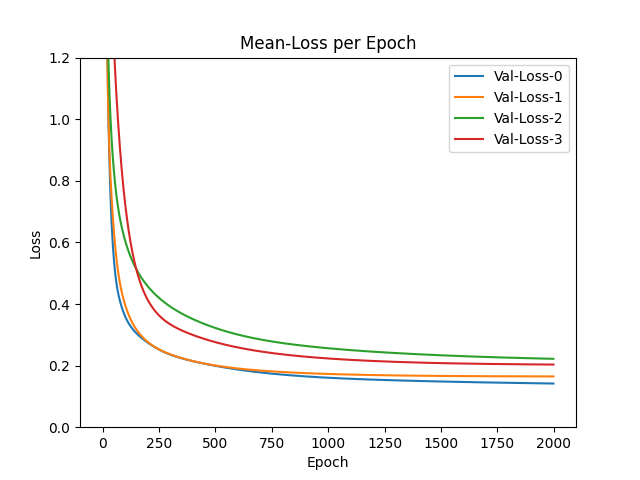 Mean-Loss per Epoch
Val-Loss-0
Val-Loss-1
Val-Loss-2
Val-Loss-3
Loss
1.2
1.0
0.8
0.6
0.4
0.2
0.0
0 250 500 750 1000 1250 1500 1750 2000
Epoch